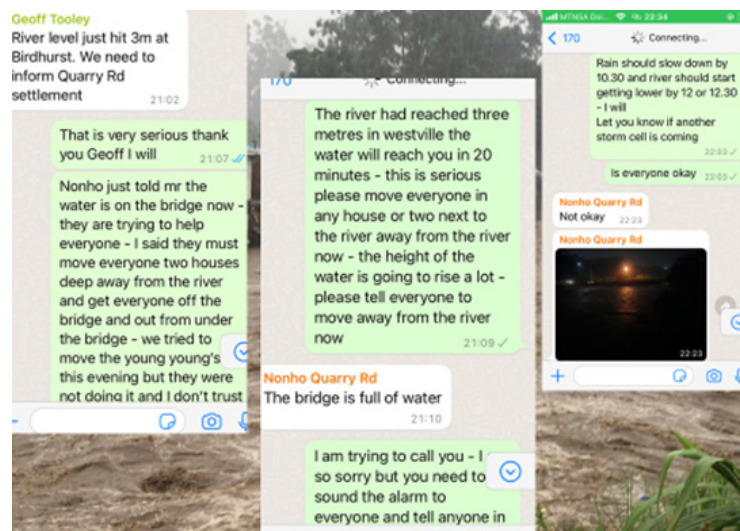 Geoff Tooley
River level just hit 3m at
Birdhurst. We need to
inform Quarry Rd
settlement
21:02
That is very serious thank
you Geoff I will
21:07
Nonho just told mr the
water is on the bridge now -
they are trying to help
everyone - I said they must
move everyone two houses
deep away from the river
and get everyone off the
bridge and out from under
the bridge - we tried to
move the young young's
this evening but they were
not doing it and I don't trust
170
Connecting...
The river had reached three
metres in westville the
water will reach you in 20
minutes - this is serious
please move everyone in
any house or two next to
the river away from the river
now - the height of the
water is going to rise a lot -
please tell everyone to
move away from the river
now
21:09
Nonho Quarry Rd
The bridge is full of water
21:10
I am trying to call you - I
so sorry but you need to
sound the alarm to
everyone and tell anyone in
22:34
170
Connecting...
Rain should slow down by
10.30 and river should start
getting lower by 12 or 12.30
- I will
Let you know if another
storm cell is coming
22:03
Is everyone okay
22:05
Nonho Quarry Rd
Not okay
22:23
Nonho Quarry Rd
22:23